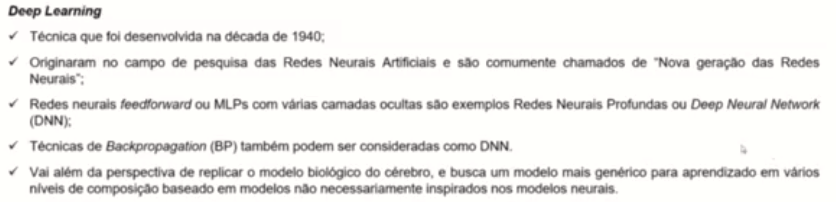 Deep Learning
✓ Técnica que foi desenvolvida na década de 1940;
✓ Originaram no campo de pesquisa das Redes Neurais Artificiais e são comumente chamados de "Nova geração das Redes
Neurais";
✓ Redes neurais feedforward ou MLPs com várias camadas ocultas são exemplos Redes Neurais Profundas ou Deep Neural Network
(DNN);
✓ Técnicas de Backpropagation (BP) também podem ser consideradas como DNN.
✓ Vai além da perspectiva de replicar o modelo biológico do cérebro, e busca um modelo mais genérico para aprendizado em vários
níveis de composição baseado em modelos não necessariamente inspirados nos modelos neurais.